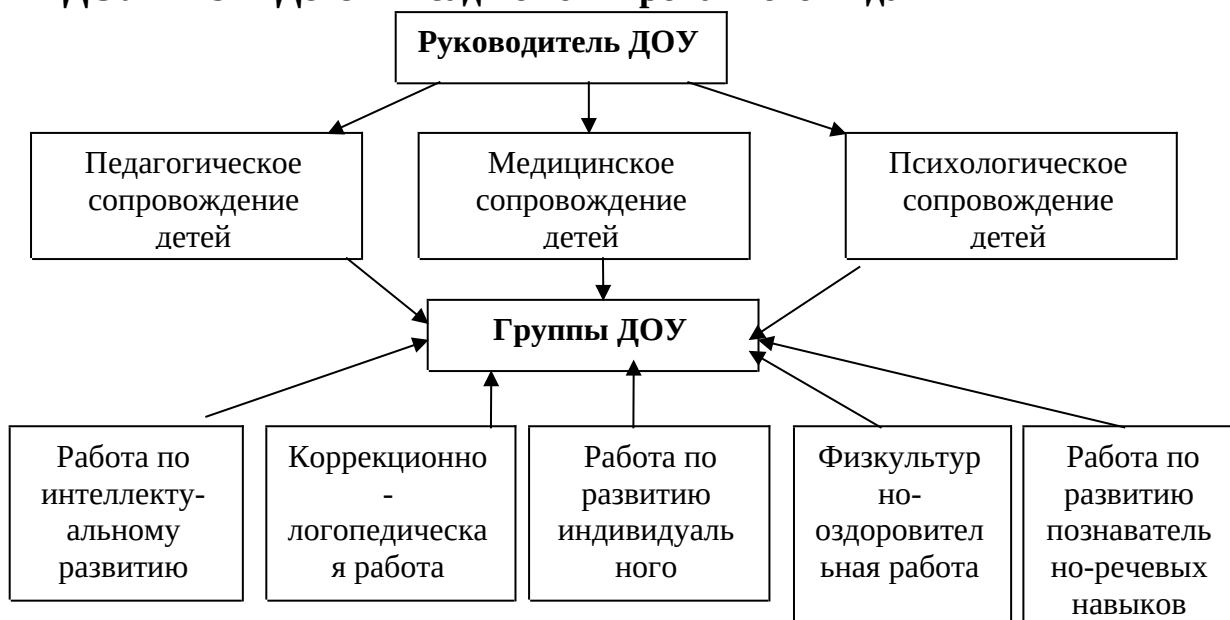 Руководитель ДОУ
Педагогическое
сопровождение
детей
Медицинское
сопровождение
детей
Психологическое
сопровождение
детей
Группы ДОУ
Работа по
интеллекту-
альному
развитию
Коррекционно
-
логопедическа
я работа
Работа по
развитию
индивидуаль
ного
Физкультур
но-
оздоровител
ьная работа
Работа по
развитию
познаватель
но-речевых
навыков